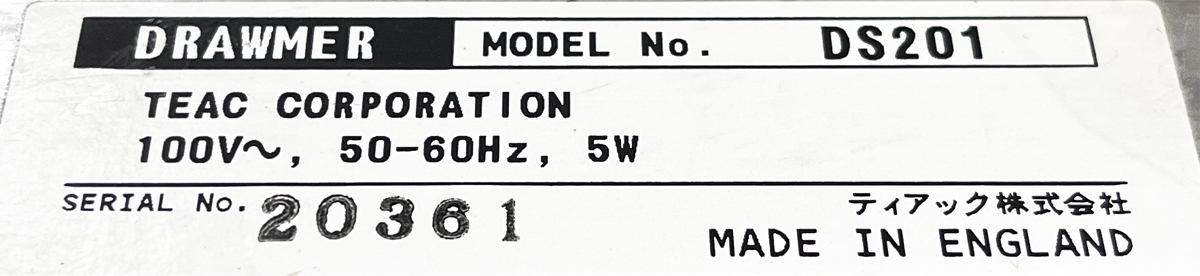 DRAWMER MODEL No. DS201
TEAC CORPORATION
100V〜, 50-60Hz, 5W
SERIAL No. 20361
ティアック株式会社
MADE IN ENGLAND